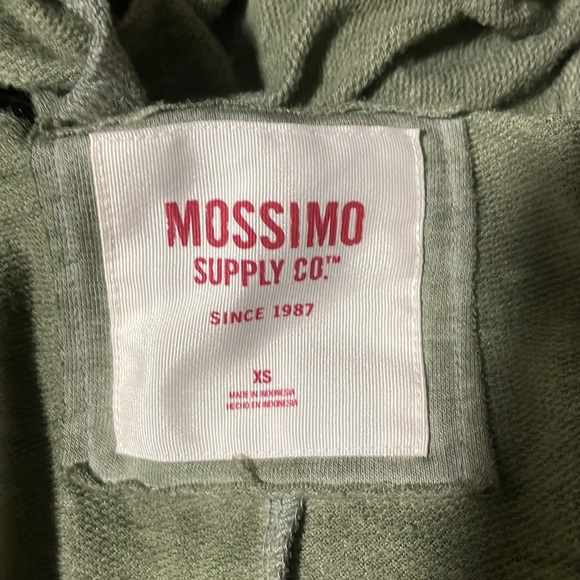 MOSSIMO
SUPPLY CO.™
SINCE 1987
XS
MADE IN INDONESIA
HECHO EN INDONESIA